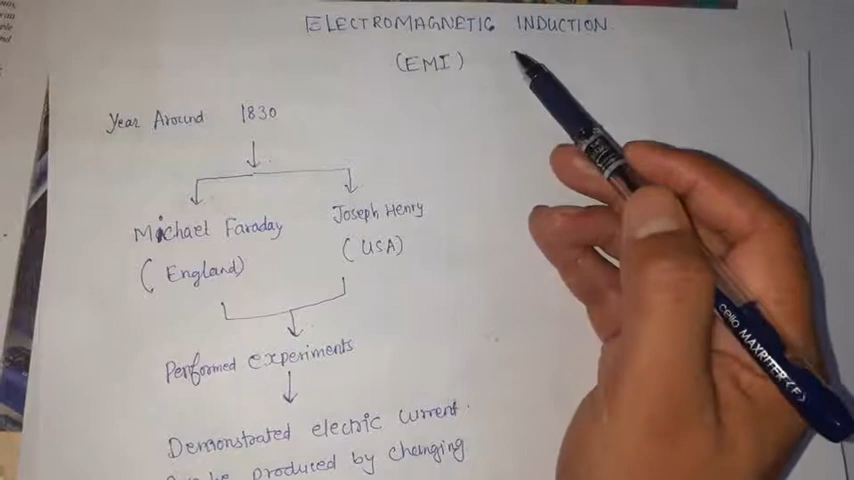 ELECTROMAGNETIC INDUCTION
(EMI)
Year Around 1830
Michael Faraday
Joseph Henry
(England)
(USA)
Performed experiments
Demonstrated electric current
be produced by changing
cello MAXRITER (F)